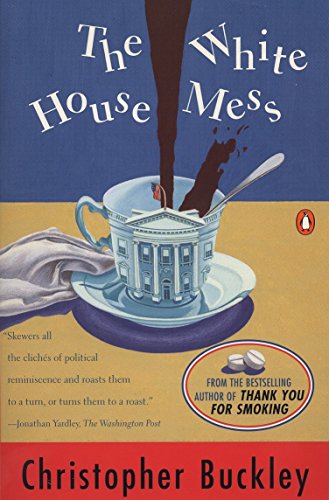 The White
House Mess
"Skewers all
the clichés of political
reminiscence and roasts them
to a turn, or turns them to a roast."
—Jonathan Yardley, The Washington Post
FROM THE BESTSELLING
AUTHOR OF THANK YOU
FOR SMOKING
Christopher Buckley